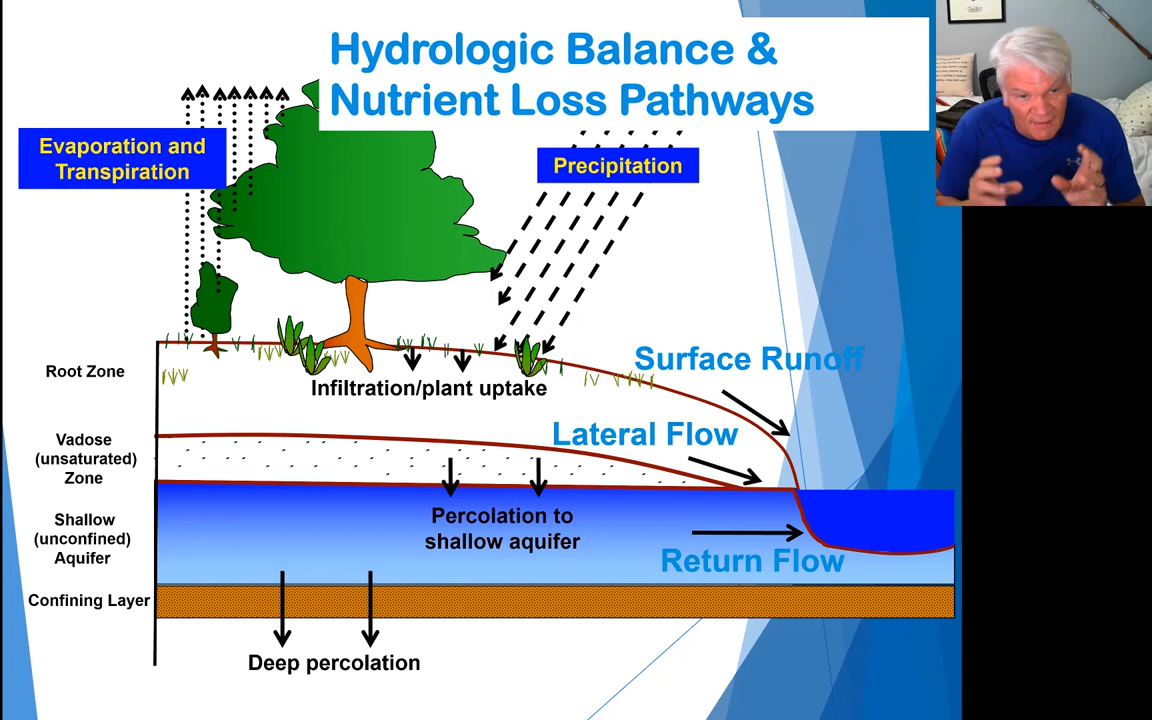 Hydrologic Balance &
Nutrient Loss Pathways
Evaporation and
Transpiration
Precipitation
Surface Runoff
Root Zone
Infiltration/plant uptake
Lateral Flow
Vadose
(unsaturated)
Zone
Percolation to
shallow aquifer
Shallow
(unconfined)
Aquifer
Return Flow
Confining Layer
Deep percolation